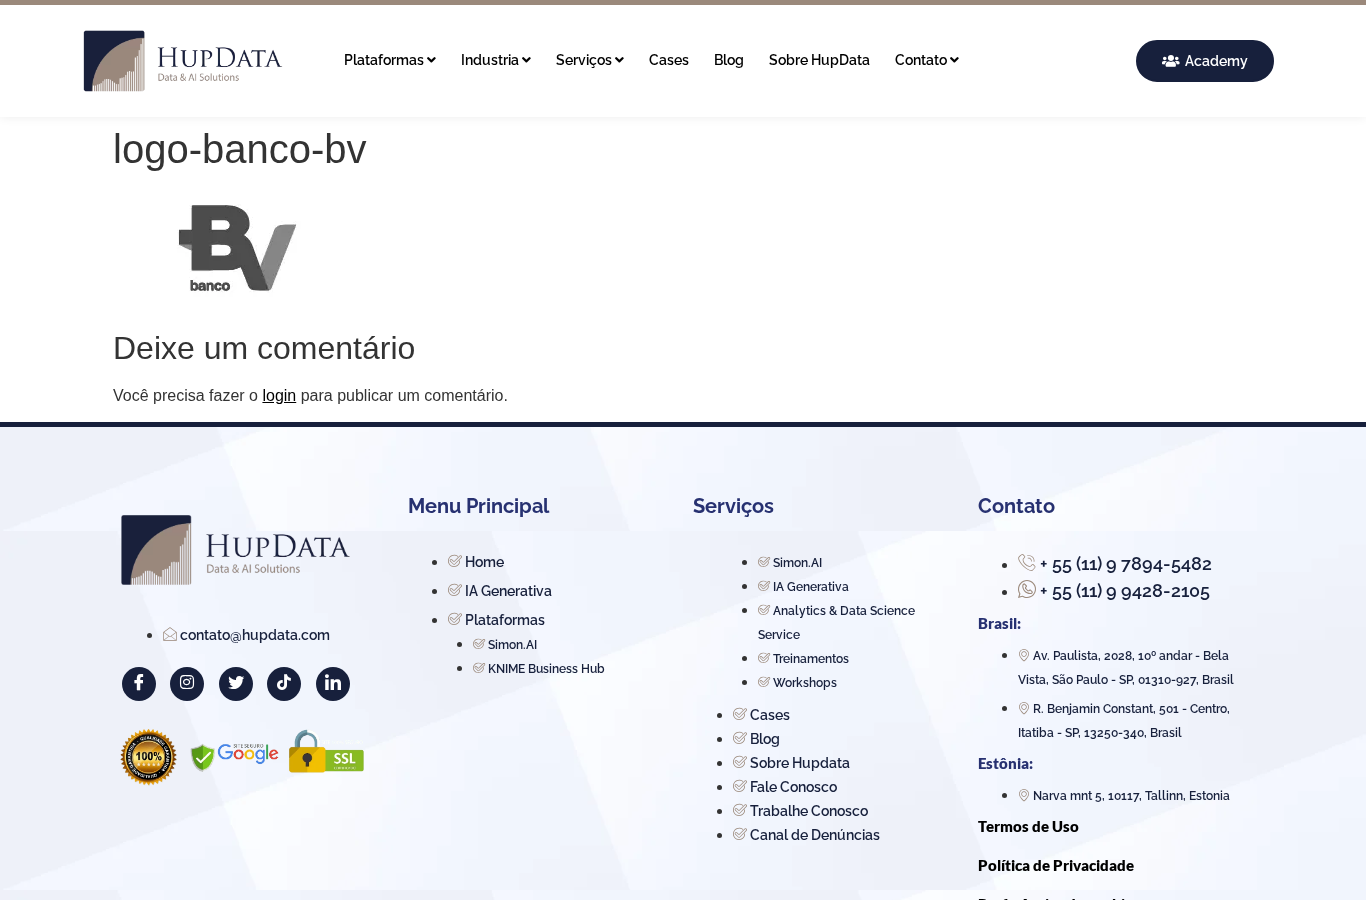 HUPDATA
Data & AI Solutions
Plataformas
Industria
Serviços
Cases
Blog
Sobre HupData
Contato
Academy
logo-banco-bv
BV
banco
Deixe um comentário
Você precisa fazer o login para publicar um comentário.
HUPDATA
Data & AI Solutions
contato@hupdata.com
100%
SITE SEGURO
Google
SSL
Menu Principal
Home
IA Generativa
Plataformas
Simon.AI
KNIME Business Hub
Serviços
Simon.AI
IA Generativa
Analytics & Data Science
Service
Treinamentos
Workshops
Cases
Blog
Sobre Hupdata
Fale Conosco
Trabalhe Conosco
Canal de Denúncias
Contato
+ 55 (11) 9 7894-5482
+ 55 (11) 9 9428-2105
Brasil:
Av. Paulista, 2028, 10º andar - Bela
Vista, São Paulo - SP, 01310-927, Brasil
R. Benjamin Constant, 501 - Centro,
Itatiba - SP, 13250-340, Brasil
Estônia:
Narva mnt 5, 10117, Tallinn, Estonia
Termos de Uso
Política de Privacidade